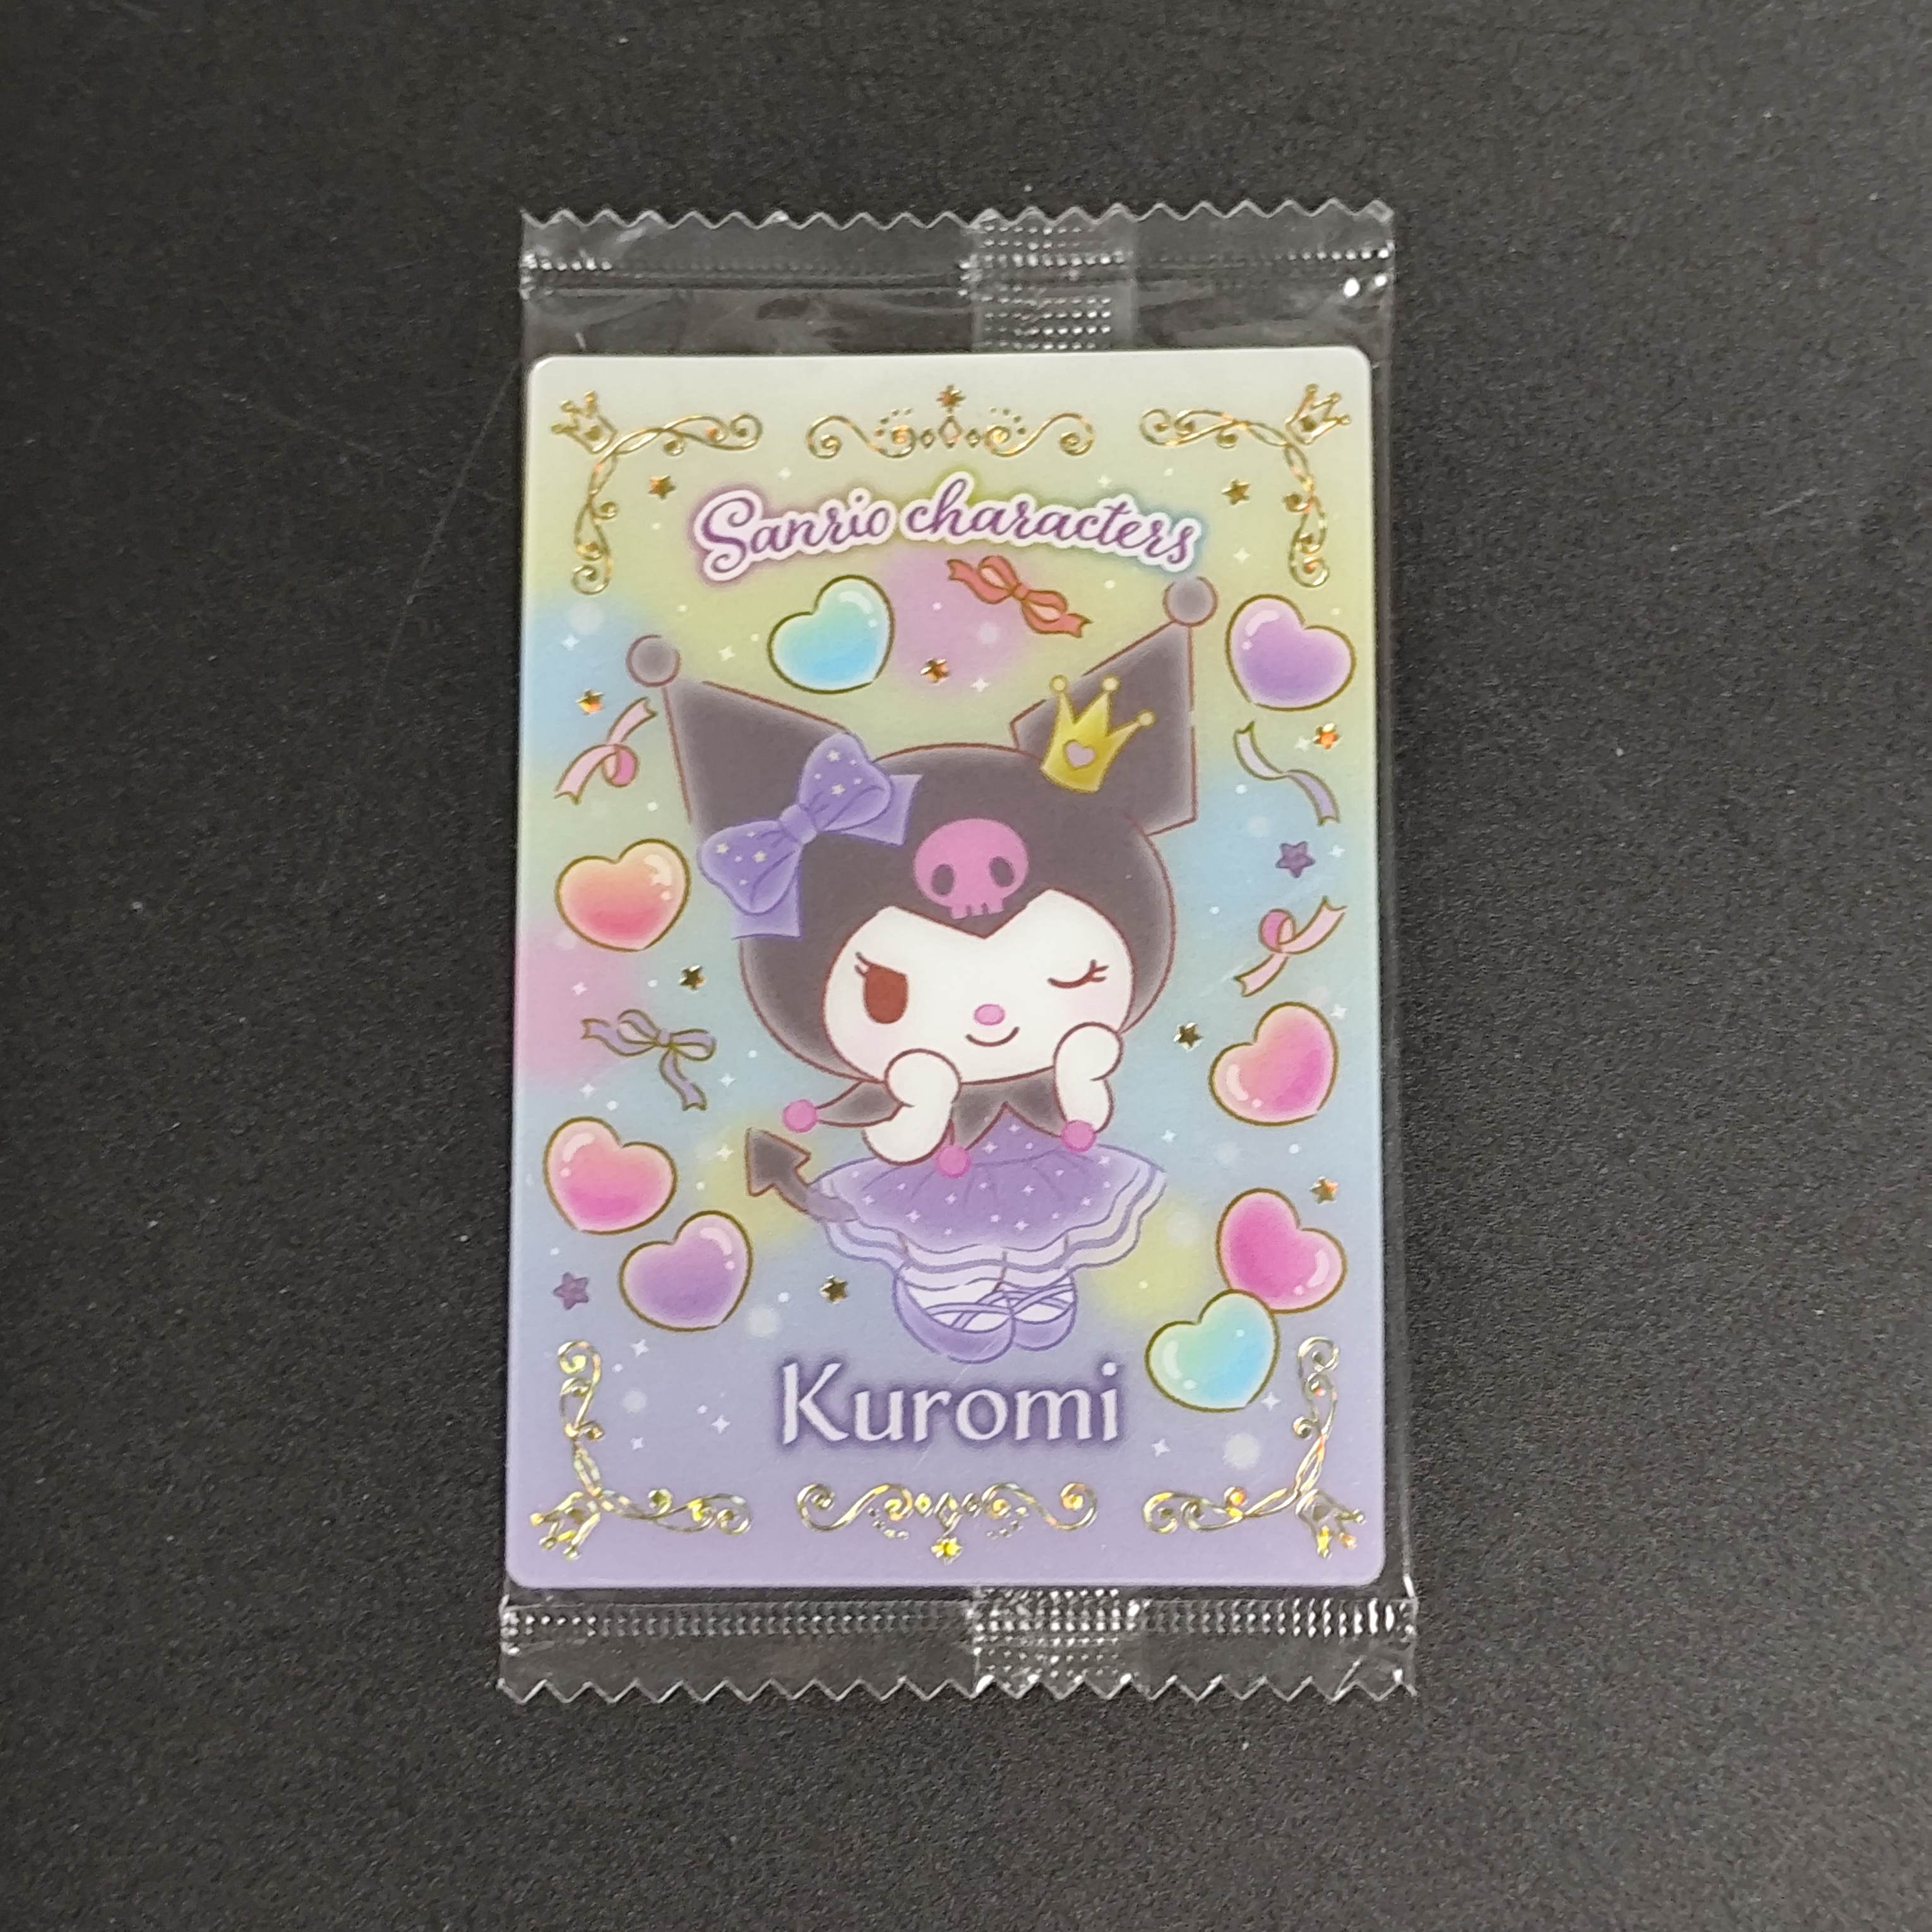 Sanrio characters
Kuromi